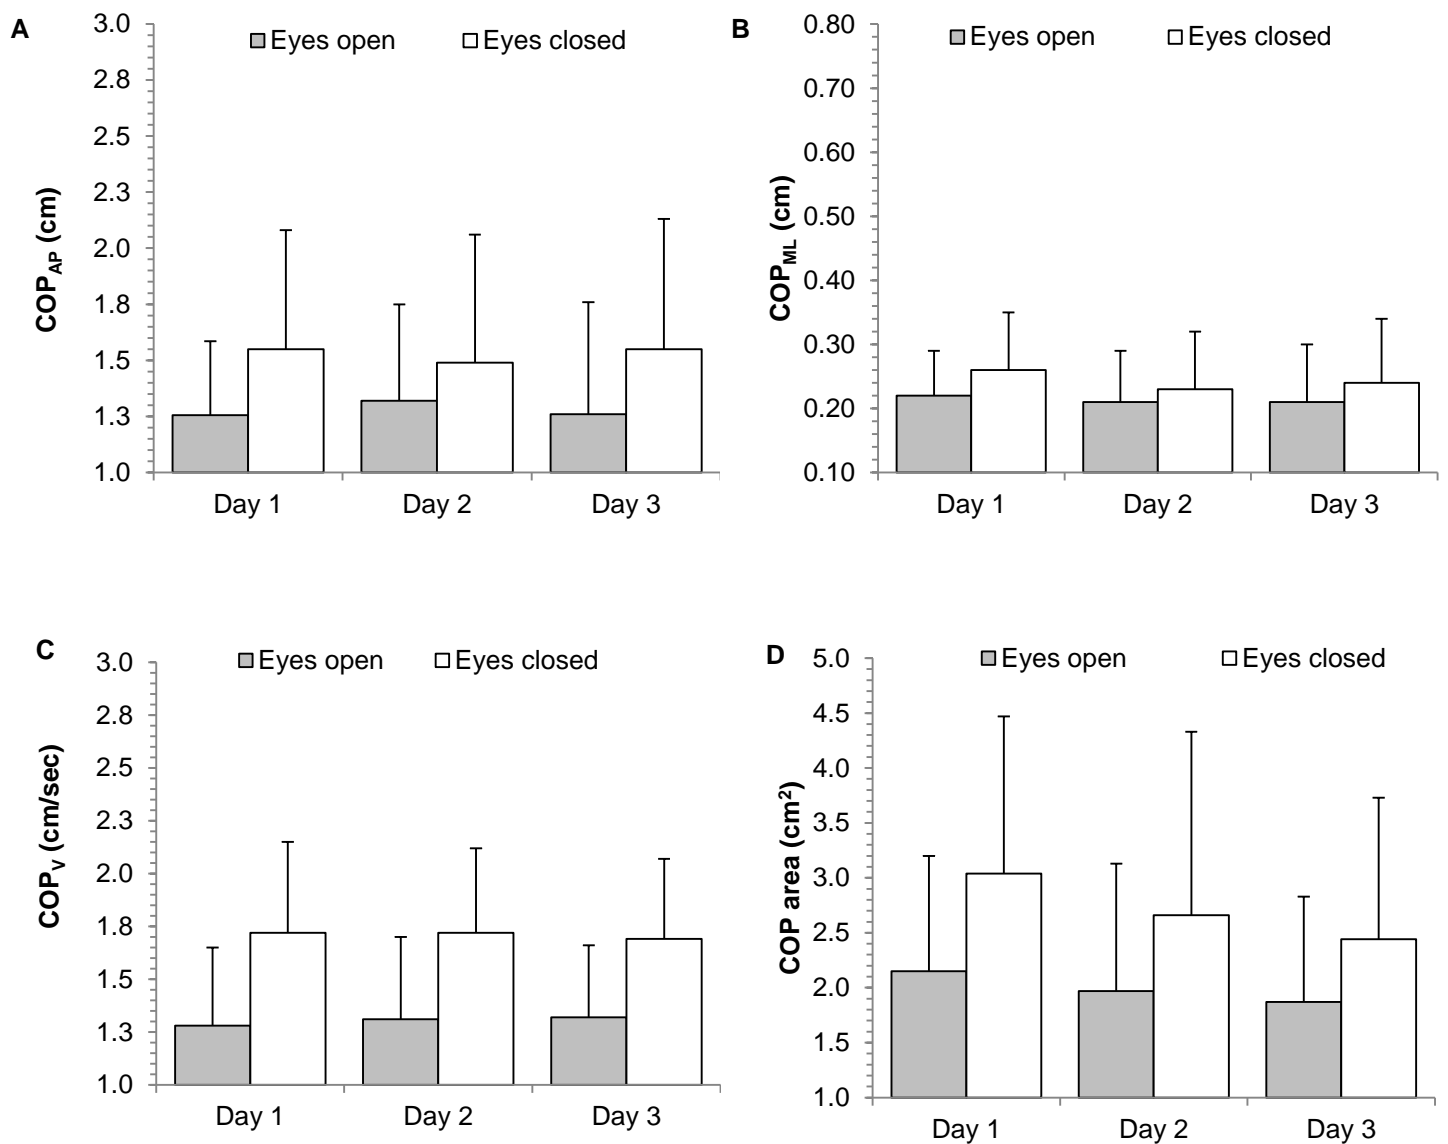 A
Eyes open Eyes closed
3.0
2.8
2.5
2.3
2.0
1.8
1.5
1.3
1.0
COP_AP (cm)
Day 1 Day 2 Day 3
B
Eyes open Eyes closed
0.80
0.70
0.60
0.50
0.40
0.30
0.20
0.10
COP_ML (cm)
Day 1 Day 2 Day 3
C
Eyes open Eyes closed
3.0
2.8
2.5
2.3
2.0
1.8
1.5
1.3
1.0
COP_V (cm/sec)
Day 1 Day 2 Day 3
D
Eyes open Eyes closed
5.0
4.5
4.0
3.5
3.0
2.5
2.0
1.5
1.0
COP area (cm²)
Day 1 Day 2 Day 3